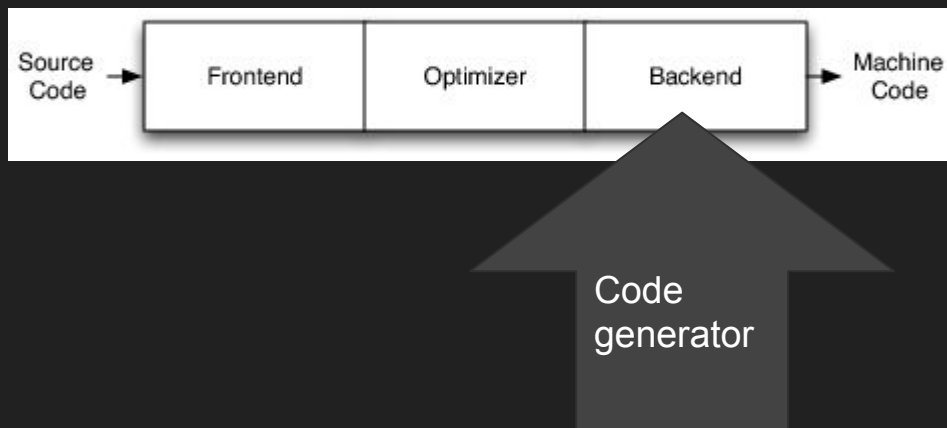 Source
Code
Frontend
Optimizer
Backend
Machine
Code
Code
generator